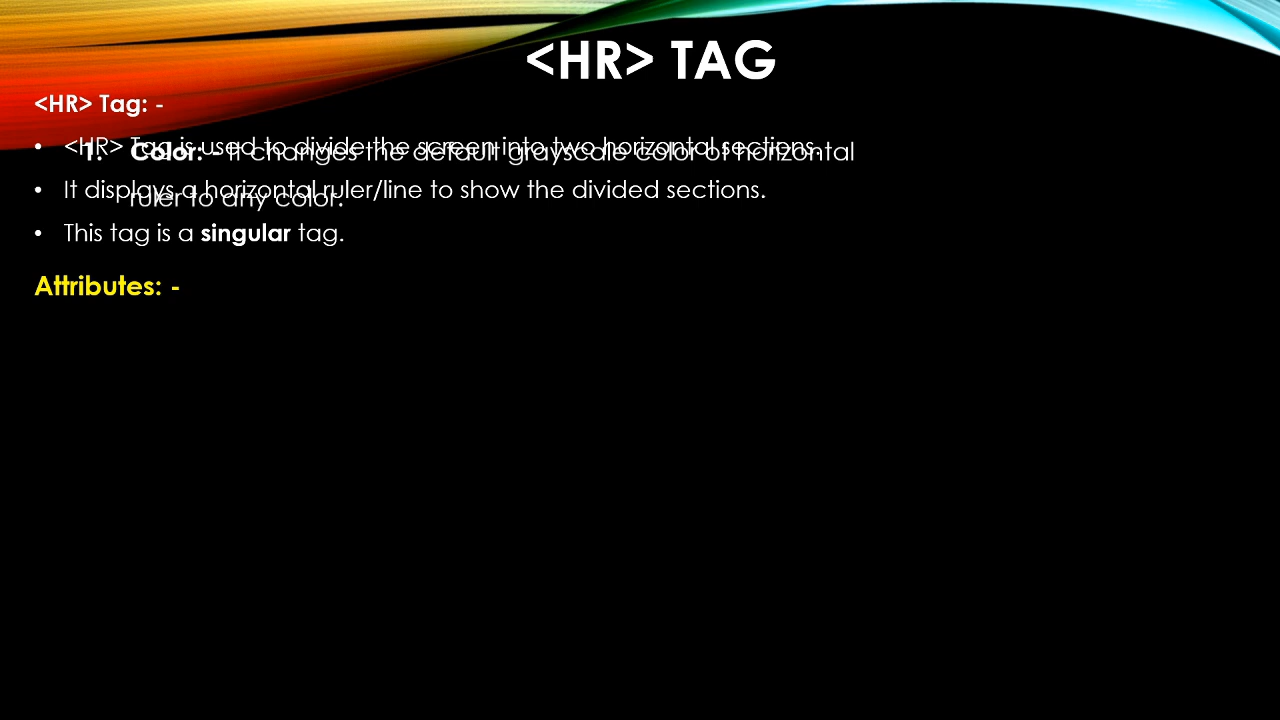 <HR> TAG
<HR> Tag: -
• <HR> Tag is used to divide the screen into two horizontal sections.
1. Color: - It changes the default grayscale color of horizontal
• It displays a horizontal ruler/line to show the divided sections.
ruler to any color.
• This tag is a singular tag.
Attributes: -